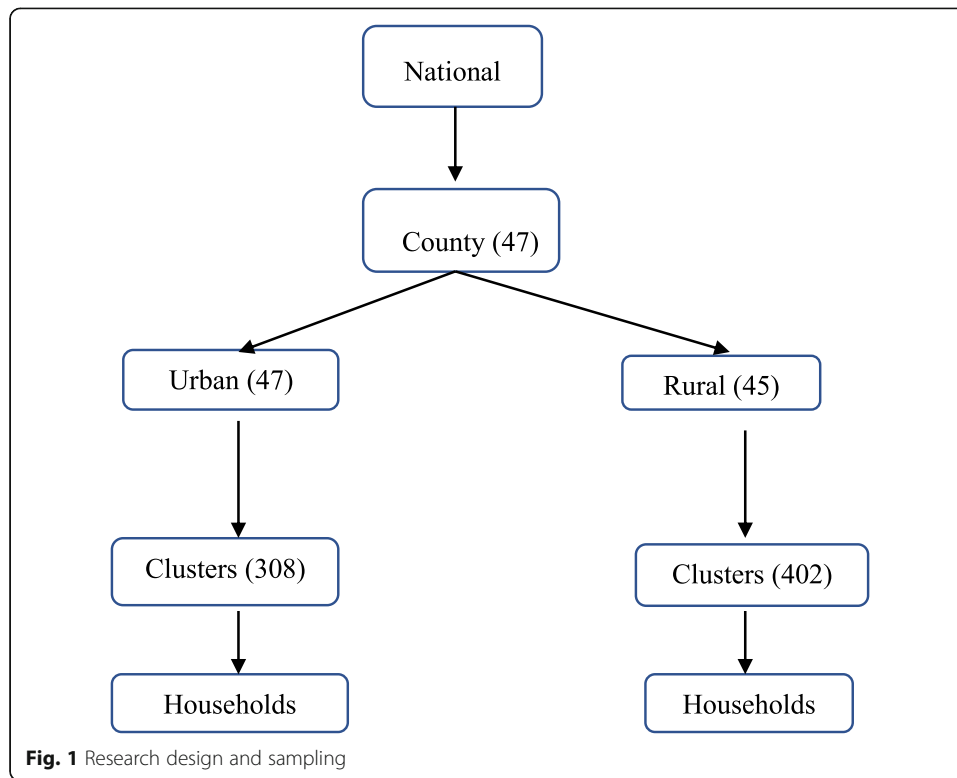 National
County (47)
Urban (47)
Rural (45)
Clusters (308)
Clusters (402)
Households
Households
Fig. 1 Research design and sampling